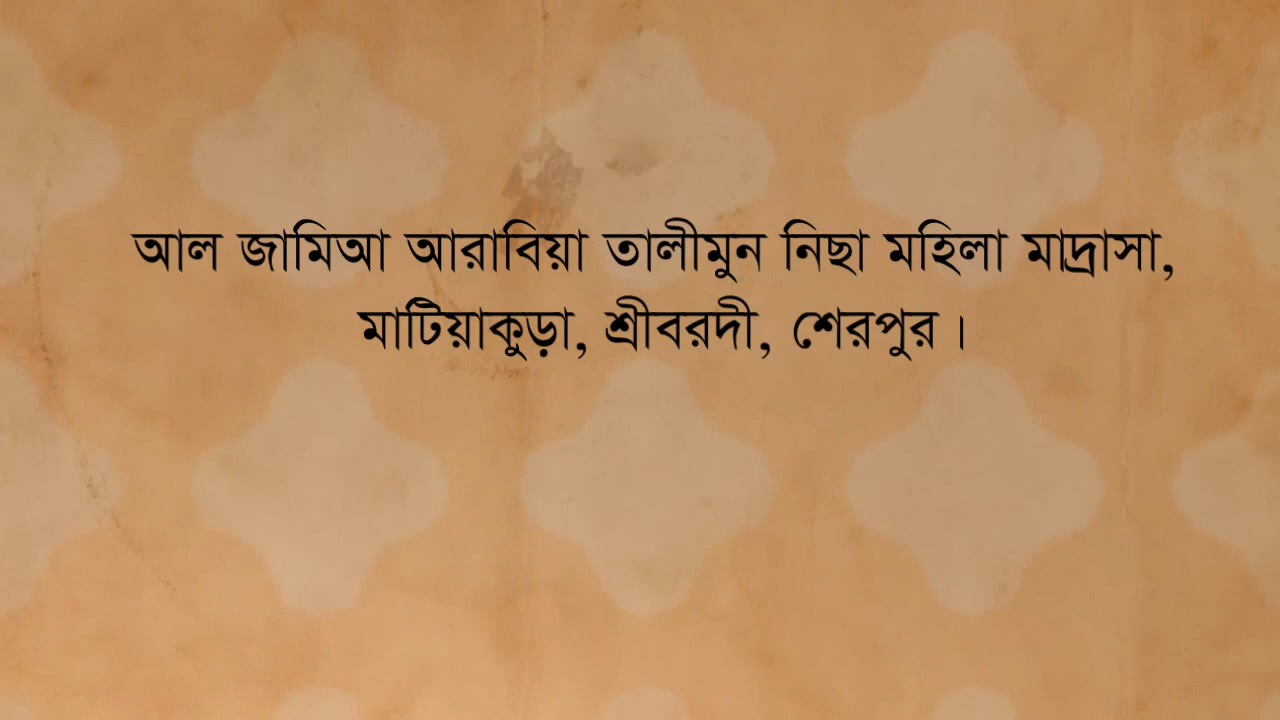 আল জামিআ আরাবিয়া তালীমুন নিছা মহিলা মাদ্রাসা,
মাটিয়াকুড়া, শ্রীবরদী, শেরপুর।